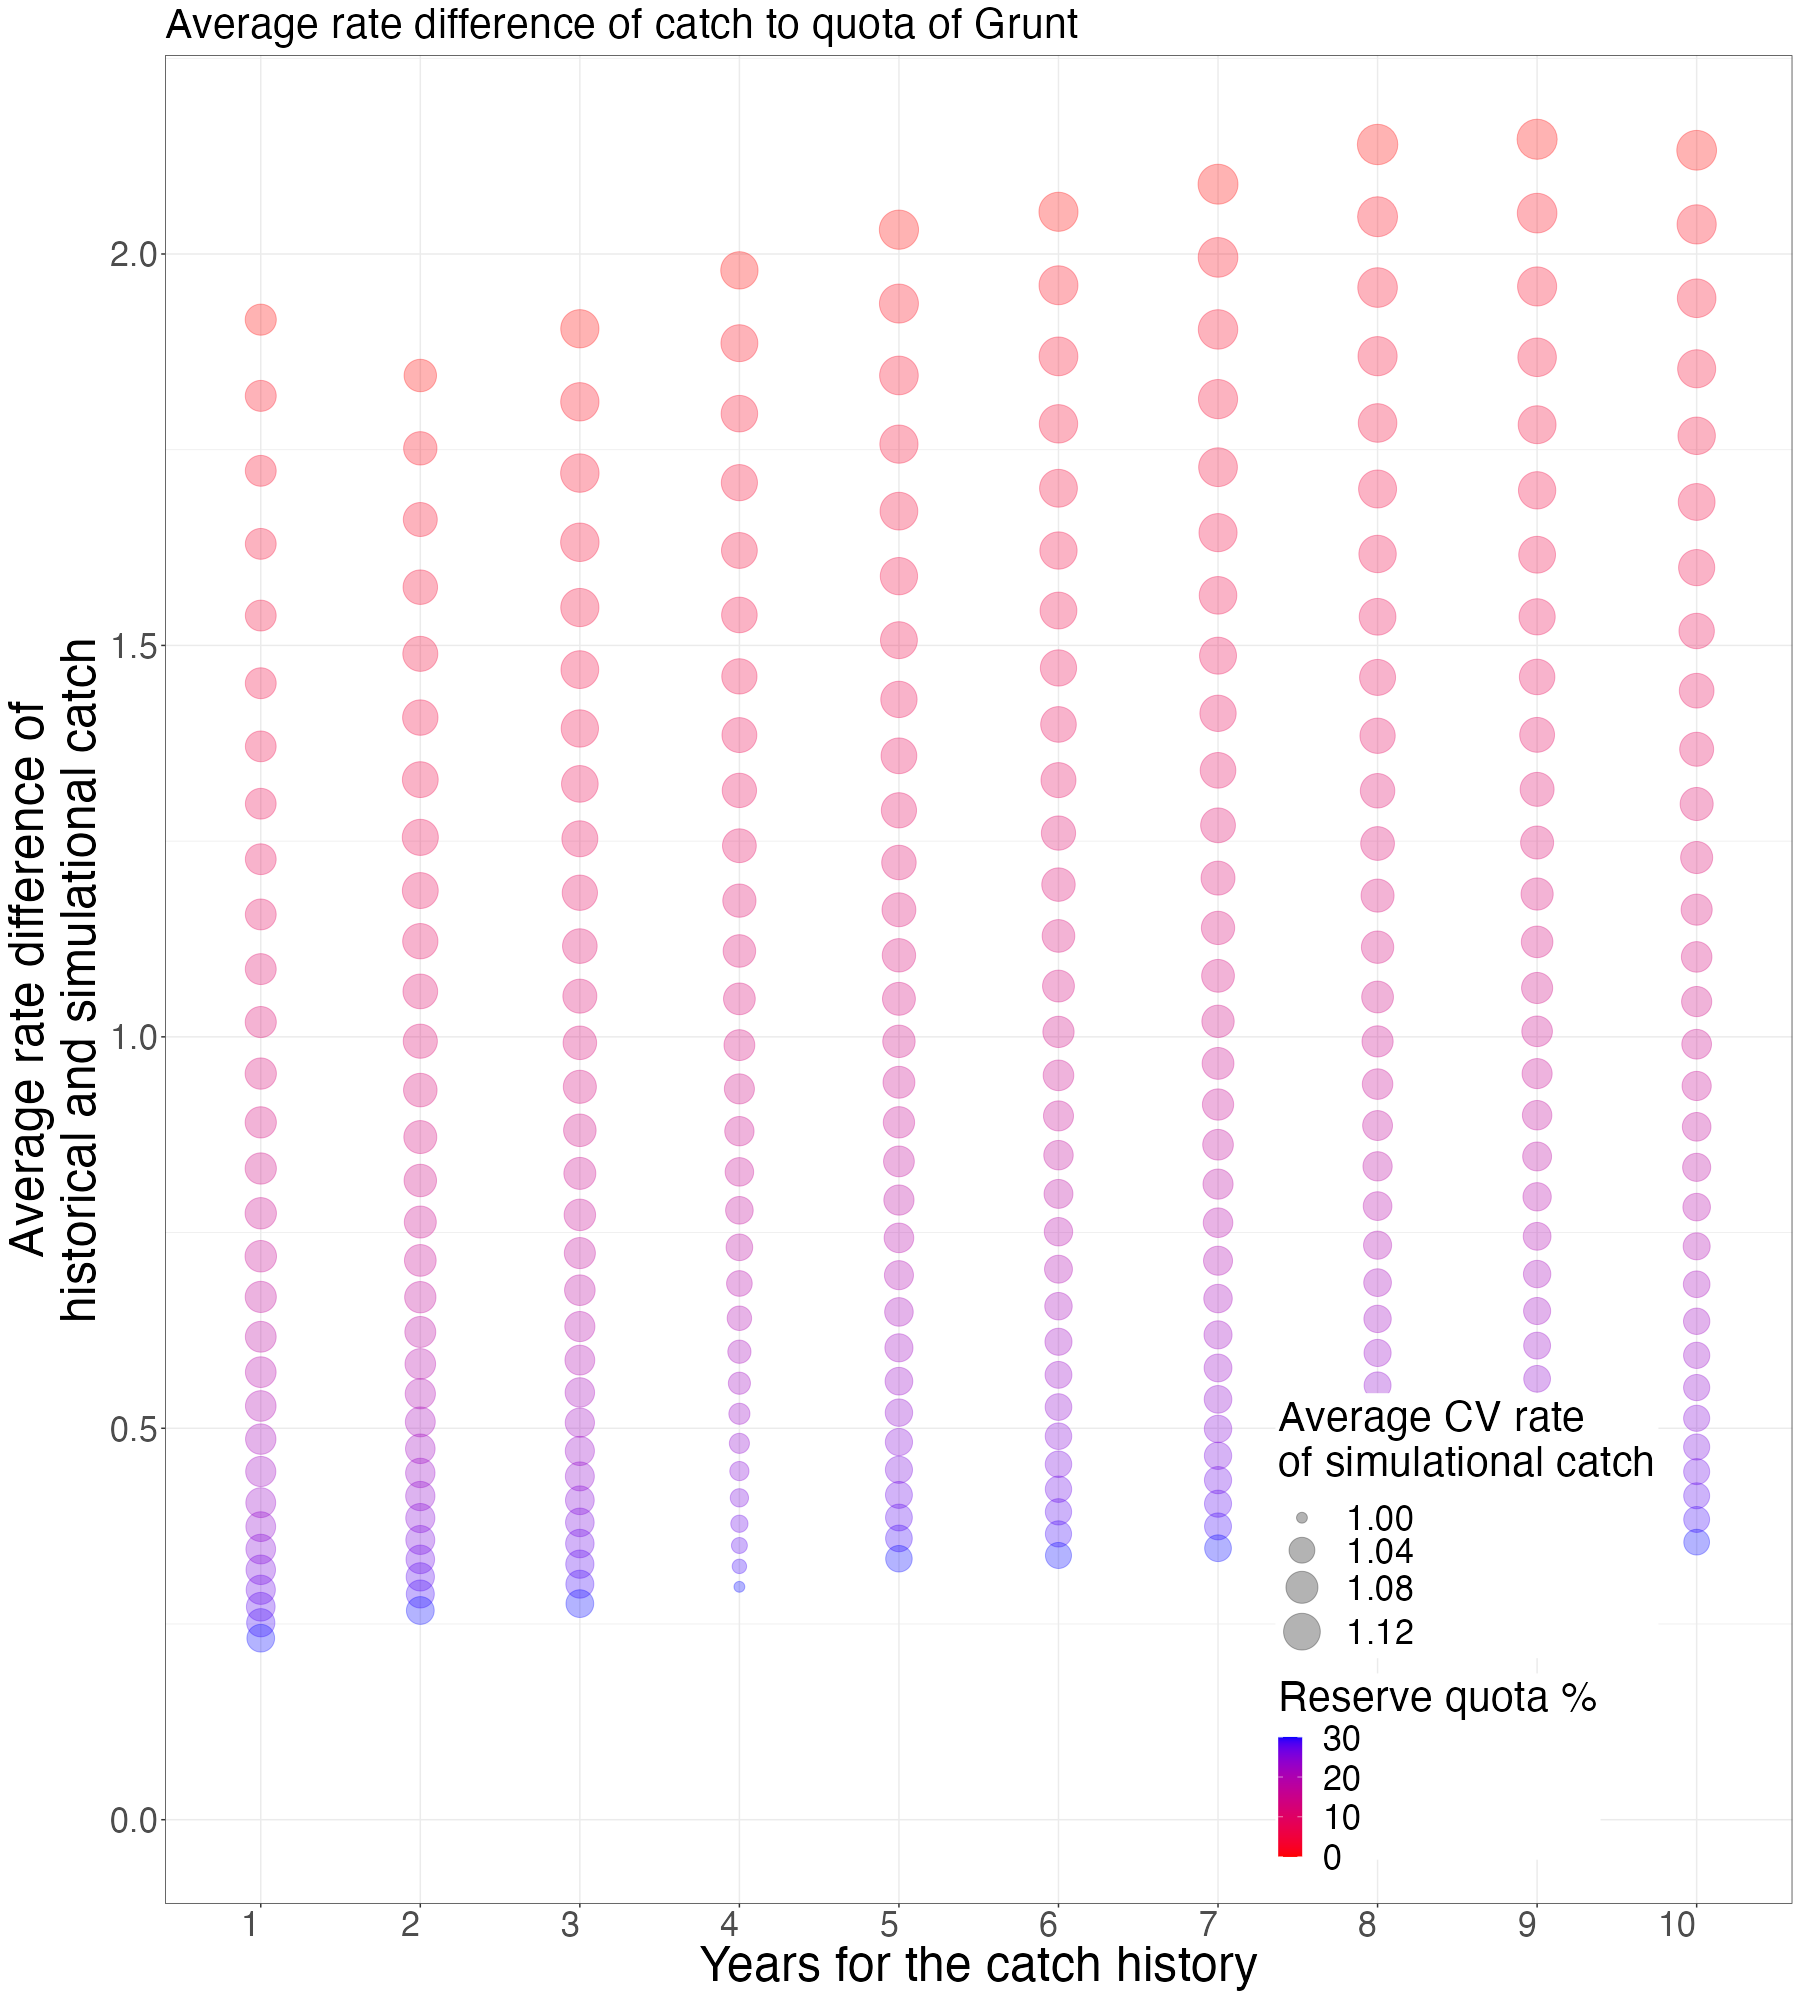 Average rate difference of catch to quota of Grunt
Average rate difference of
historical and simulational catch
2.0
1.5
1.0
0.5
0.0
Average CV rate
of simulational catch
1.00
1.04
1.08
1.12
Reserve quota %
30
20
10
0
1 2 3 4 5 6 7 8 9 10
Years for the catch history